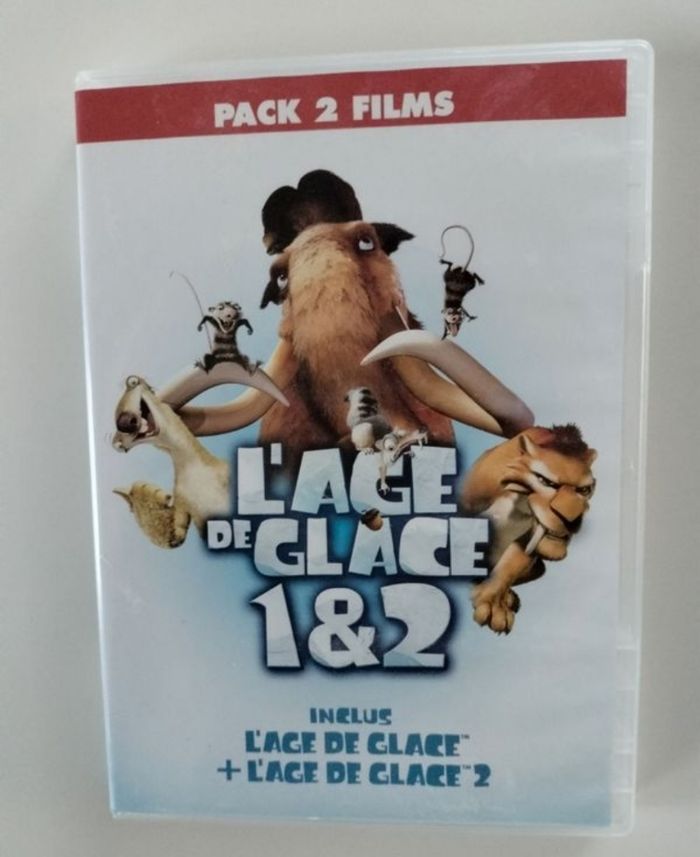 PACK 2 FILMS
L'AGE
DE GLACE
1&2
INCLUS
L'AGE DE GLACE™
+ L'AGE DE GLACE™ 2